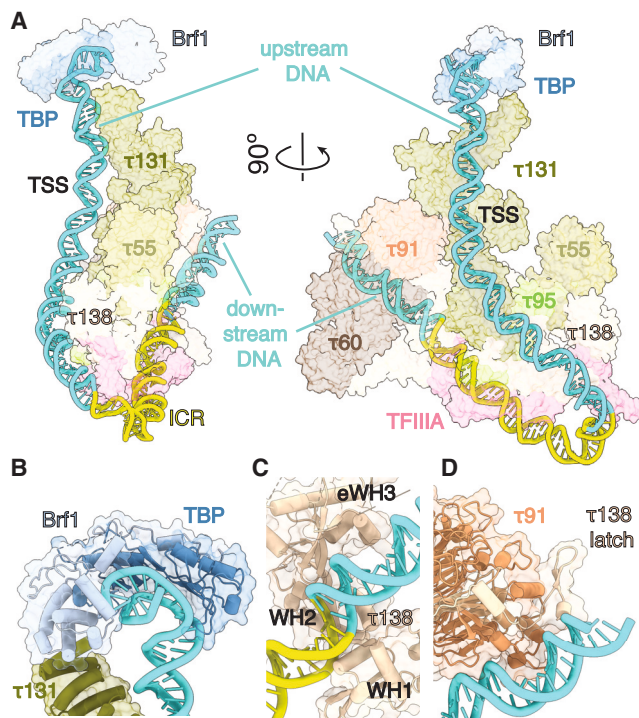 A
Brf1
upstream
DNA
TBP
τ131
TSS
τ55
τ138
down-
stream
DNA
ICR
90°
Brf1
TBP
τ131
TSS
τ91
τ55
τ95
τ60
τ138
TFIIIA
B
Brf1
TBP
τ131
C
eWH3
WH2
τ138
WH1
D
τ91
τ138
latch